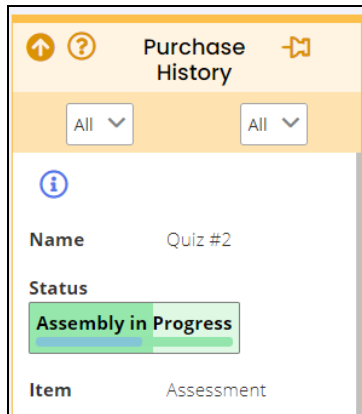 Purchase
History
All All
Name Quiz #2
Status
Assembly in Progress
Item Assessment